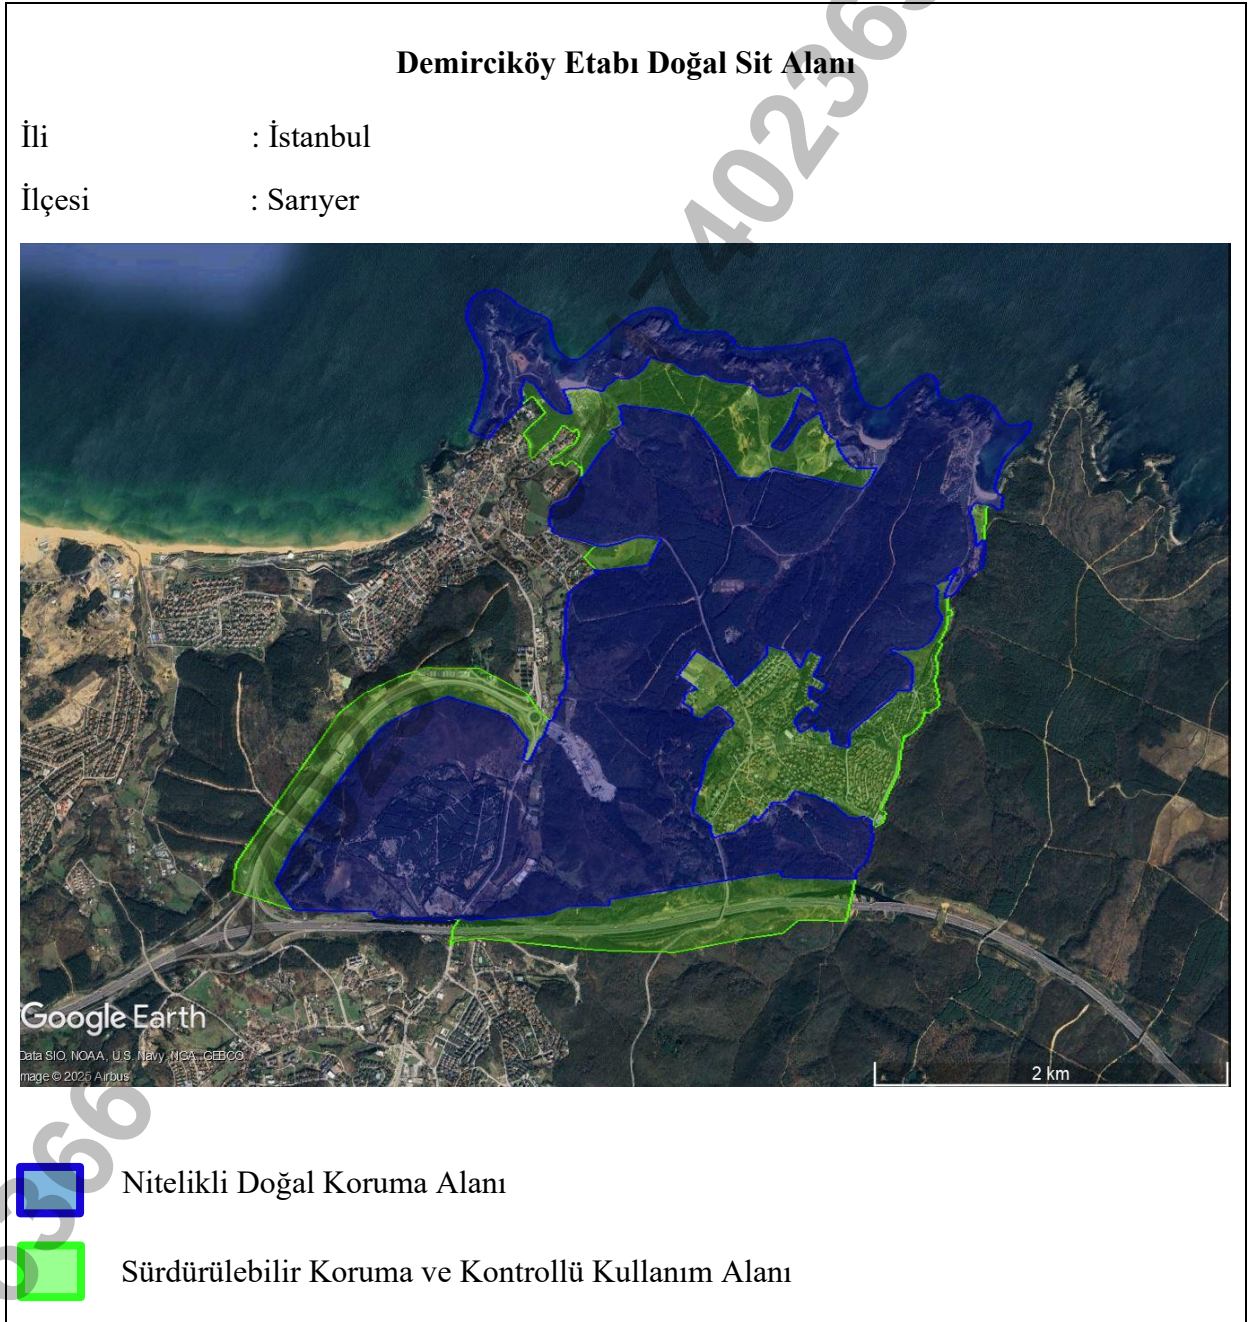 Demirciköy Etabı Doğal Sit Alanı
İli : İstanbul
İlçesi : Sarıyer
Google Earth
Data SIO, NOAA, U.S. Navy, NGA, GEBCO
mage © 2025 Airbus
2 km
Nitelikli Doğal Koruma Alanı
Sürdürülebilir Koruma ve Kontrollü Kullanım Alanı